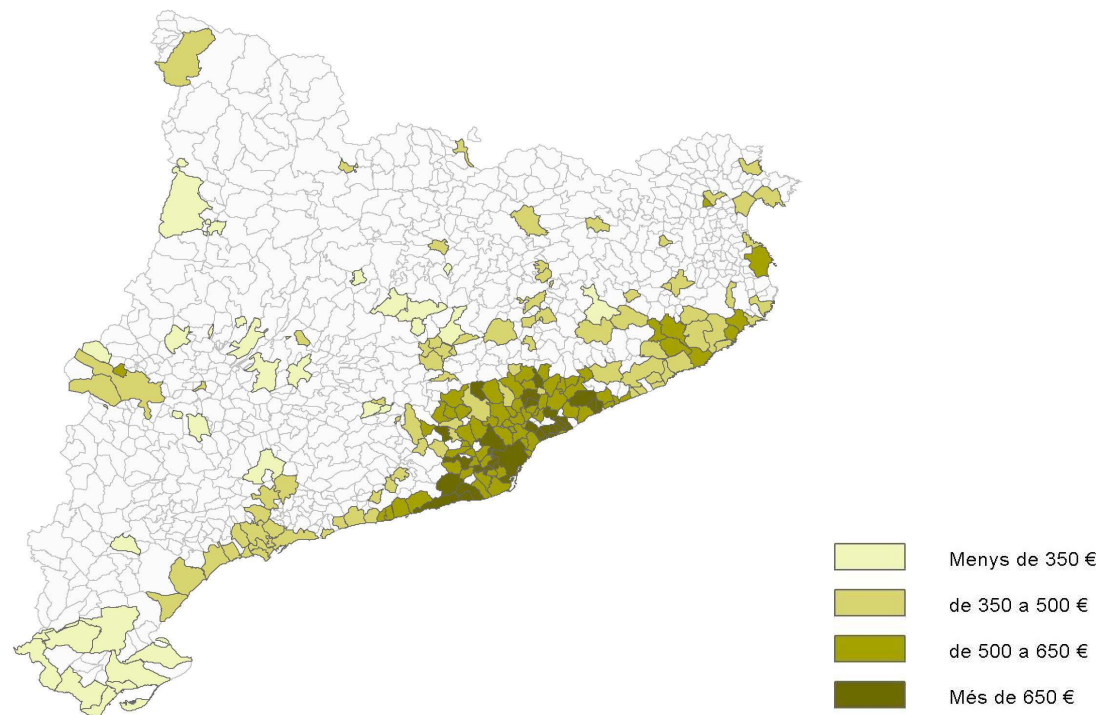 Menys de 350 €
de 350 a 500 €
de 500 a 650 €
Més de 650 €